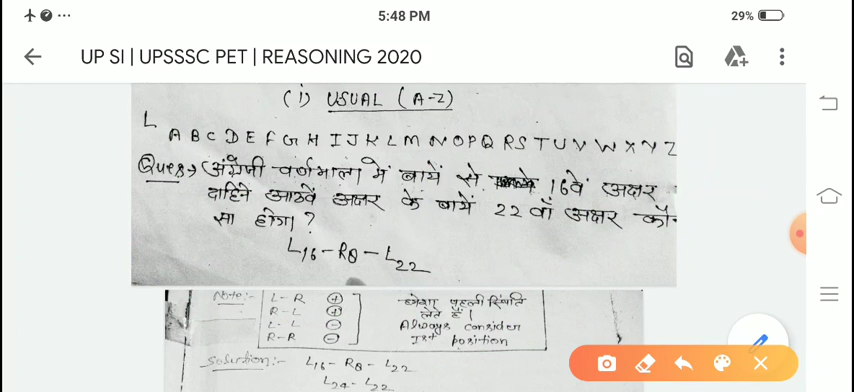 5:48 PM
29%
UP SI | UPSSSC PET | REASONING 2020
(i) USUAL (A-Z)
L
A B C D E F G H I J K L M N O P Q R S T U V W X Y Z
Ques → अंग्रेजी वर्णमाला में बायें से 16वें अक्षर
दाहिने आठवें अक्षर के बायें 22 वाँ अक्षर कौन
सा होगा ?
L16 - R8 - L22
Note:- L - R (+) हमेशा पहली स्थिति
R - L (+) लेते हैं।
L - L (-) Always consider
R - R (-) Ist position
Solution:- L16 - R8 - L22
L24 - L22